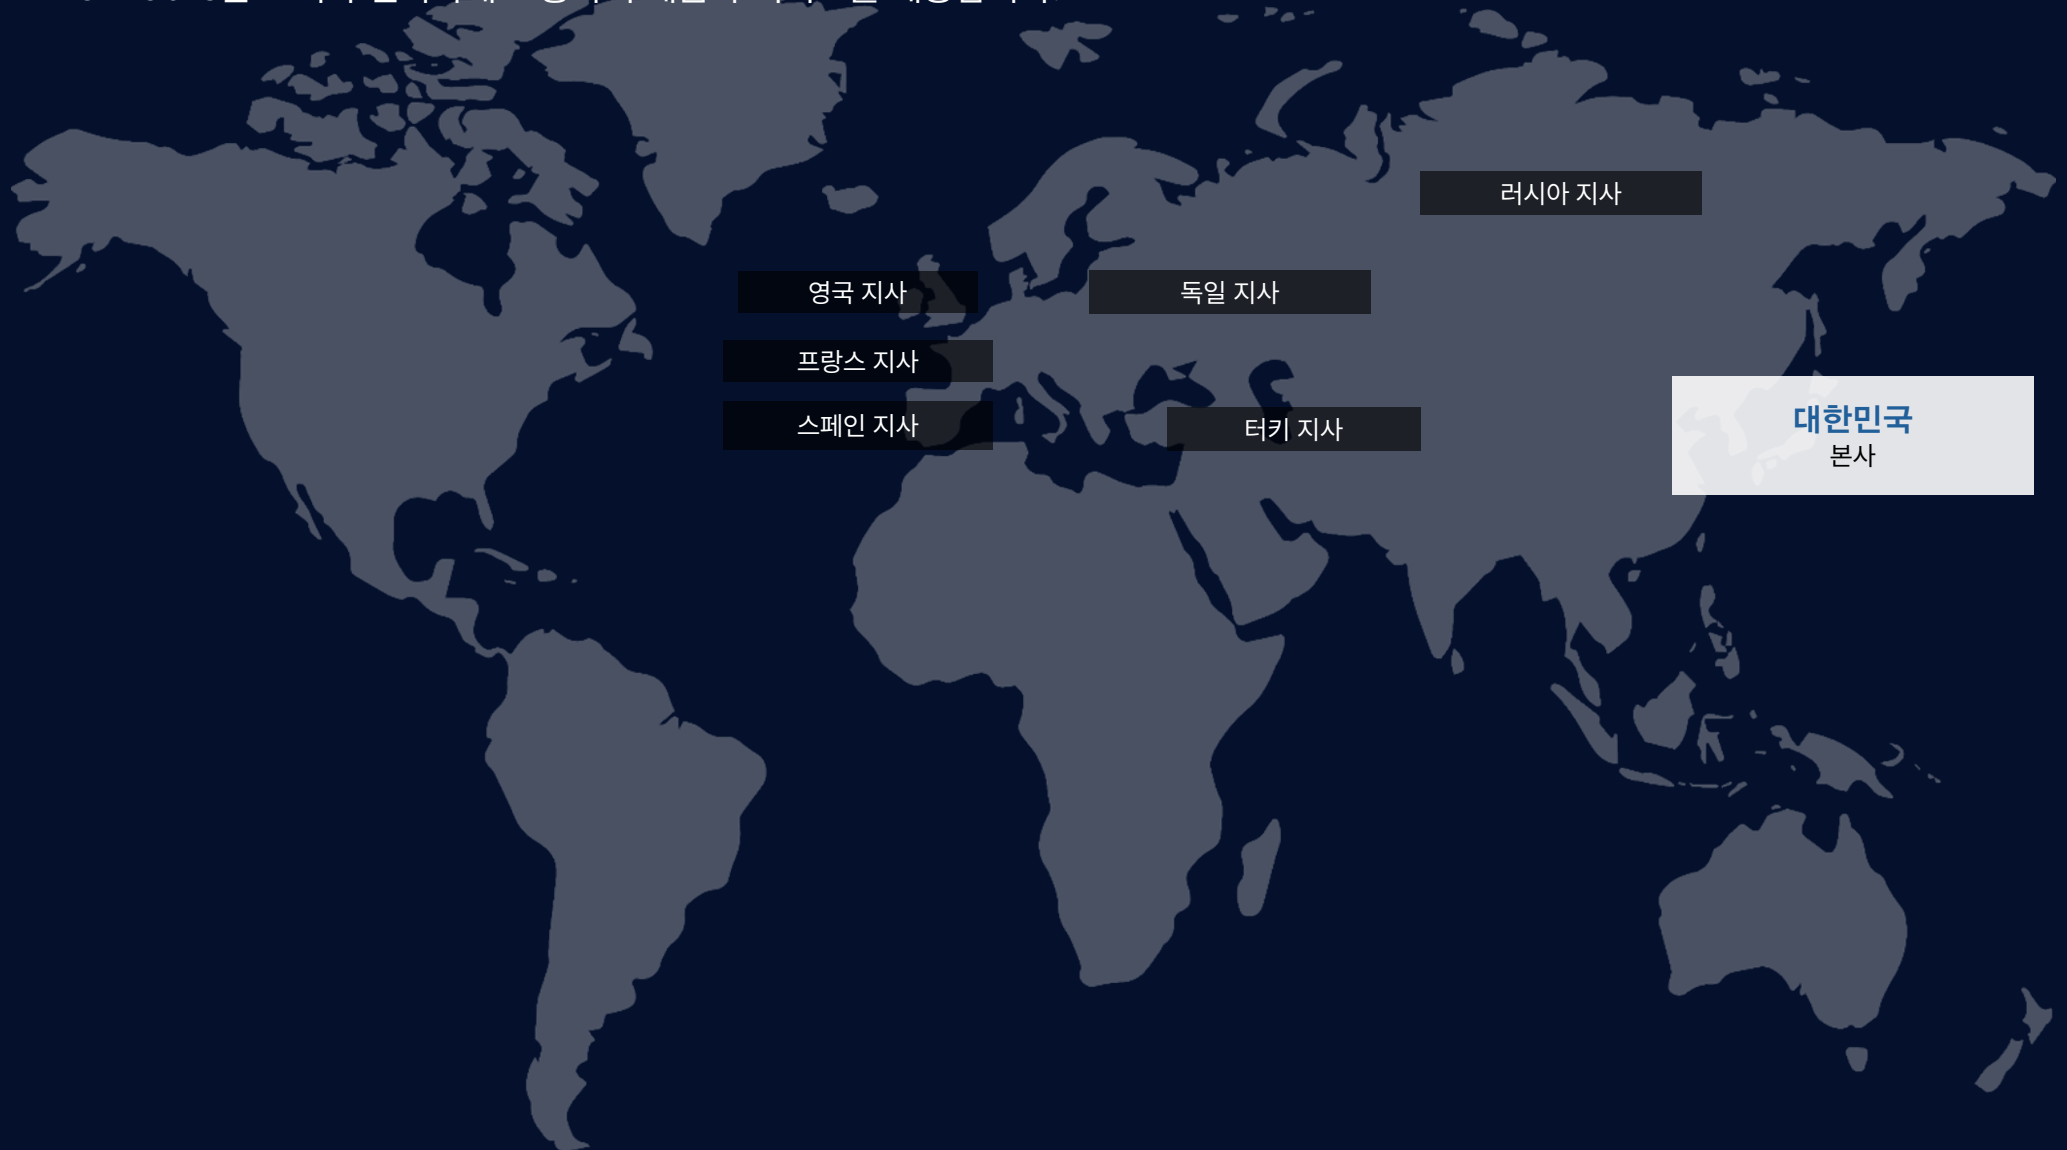 러시아 지사
영국 지사
독일 지사
프랑스 지사
스페인 지사
터키 지사
대한민국
본사